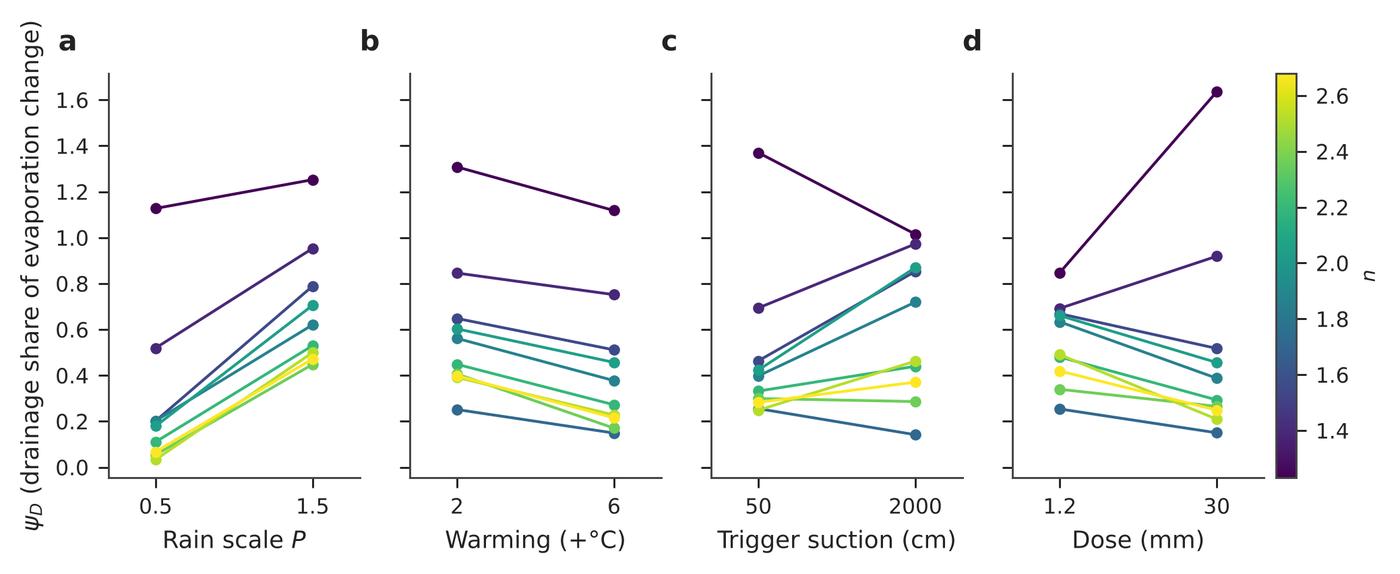 a b c d
ψD (drainage share of evaporation change)
1.6
1.4
1.2
1.0
0.8
0.6
0.4
0.2
0.0
0.5 1.5
Rain scale P
2 6
Warming (+°C)
50 2000
Trigger suction (cm)
1.2 30
Dose (mm)
2.6
2.4
2.2
2.0
1.8
1.6
1.4
n